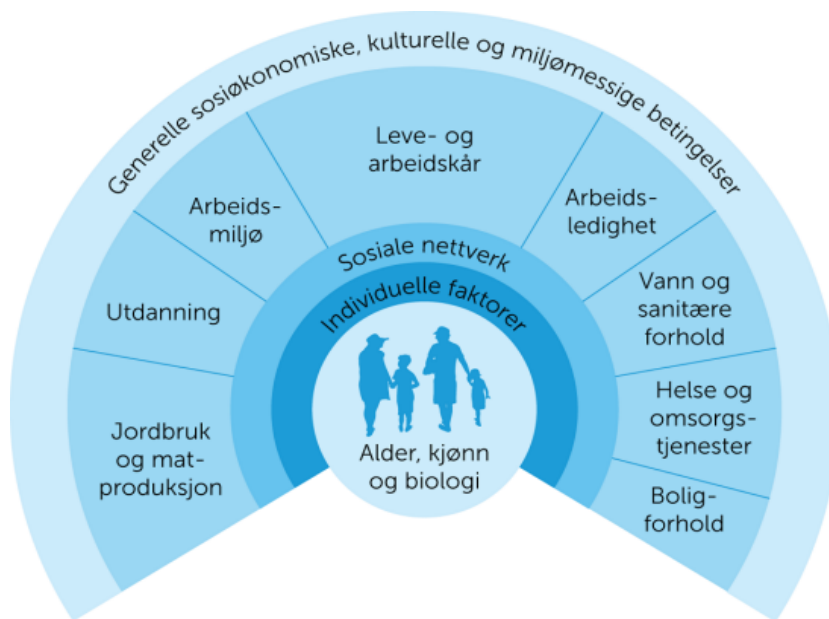 Generelle sosiøkonomiske, kulturelle og miljømessige betingelser
Leve- og
arbeidskår
Arbeids-
miljø
Arbeids-
ledighet
Utdanning
Vann og
sanitære
forhold
Jordbruk
og mat-
produksjon
Helse og
omsorgs-
tjenester
Bolig-
forhold
Sosiale nettverk
Individuelle faktorer
Alder, kjønn
og biologi